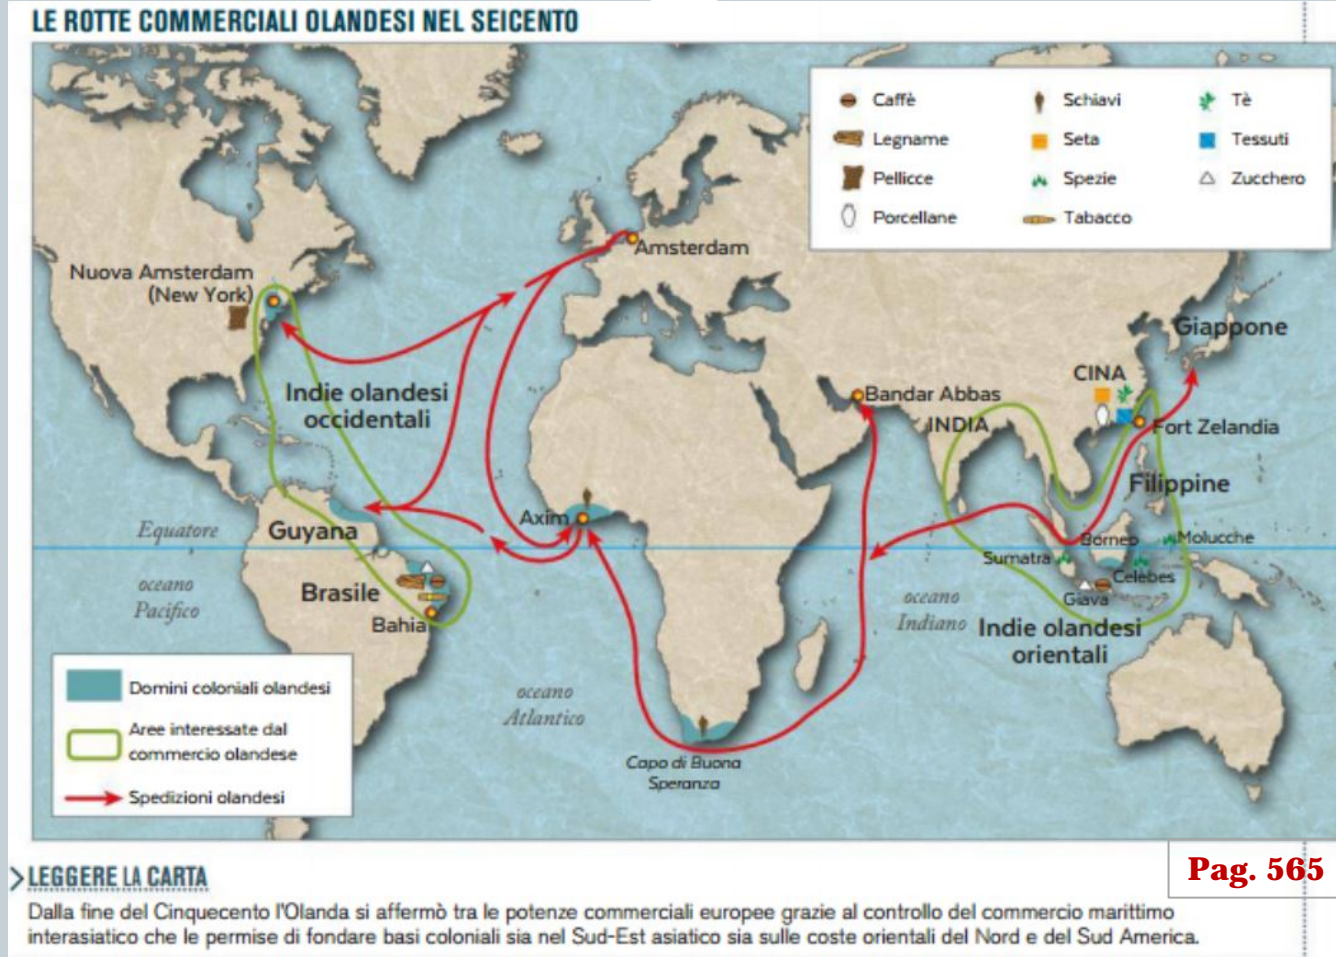 LE ROTTE COMMERCIALI OLANDESI NEL SEICENTO
Caffè
Schiavi
Tè
Legname
Seta
Tessuti
Pellicce
Spezie
Zucchero
Porcellane
Tabacco
Amsterdam
Nuova Amsterdam
(New York)
Giappone
CINA
Indie olandesi
occidentali
Bandar Abbas
INDIA
Fort Zelandia
Filippine
Axim
Equatore
Guyana
Borneo
Molucche
Sumatra
Celebes
oceano
Pacifico
Brasile
Giava
oceano
Indiano
Bahia
Indie olandesi
orientali
Domini coloniali olandesi
oceano
Atlantico
Aree interessate dal
commercio olandese
Capo di Buona
Speranza
Spedizioni olandesi
Pag. 565
LEGGERE LA CARTA
Dalla fine del Cinquecento l'Olanda si affermò tra le potenze commerciali europee grazie al controllo del commercio marittimo
interasiatico che le permise di fondare basi coloniali sia nel Sud-Est asiatico sia sulle coste orientali del Nord e del Sud America.